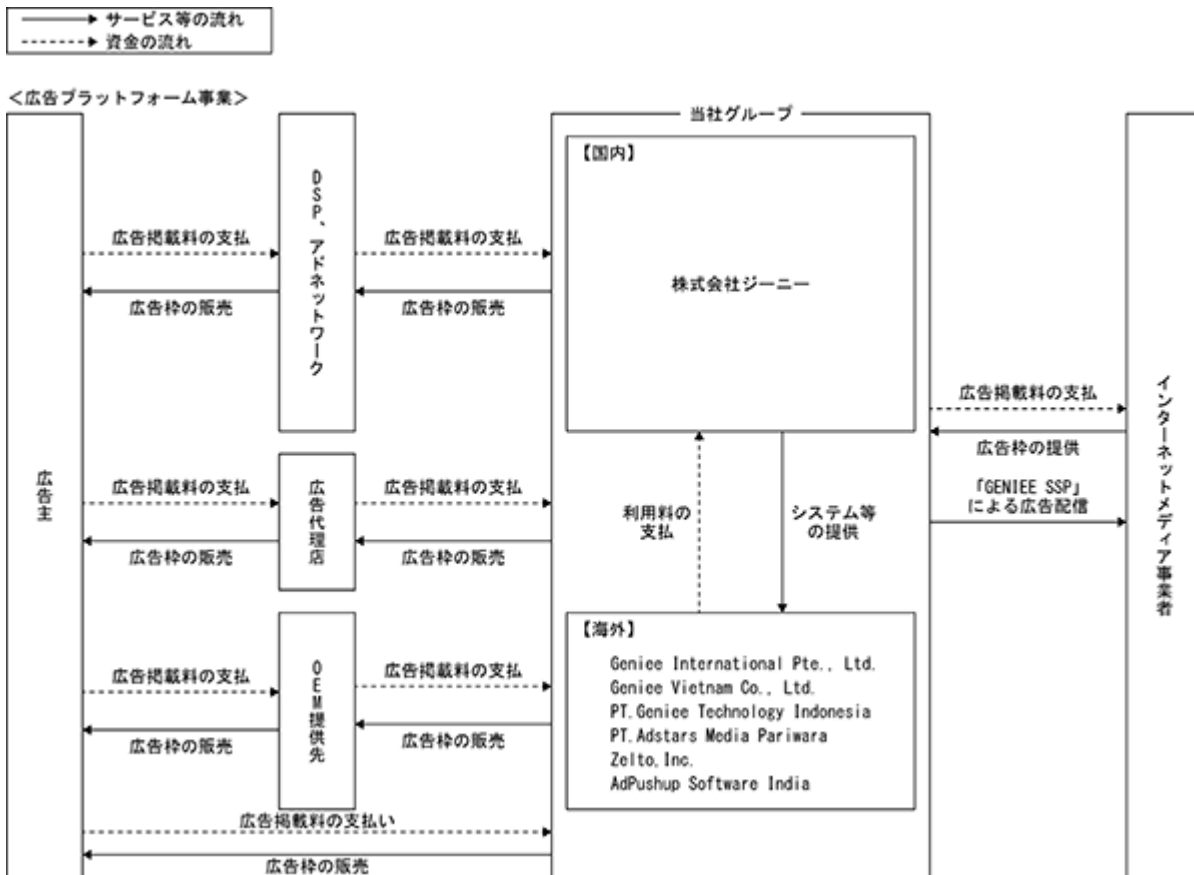 サービス等の流れ
資金の流れ
<広告プラットフォーム事業>
広告主
広告掲載料の支払
広告枠の販売
DSP、アドネットワーク
広告掲載料の支払
広告枠の販売
広告掲載料の支払
広告枠の販売
広告代理店
広告掲載料の支払
広告枠の販売
広告掲載料の支払
広告枠の販売
OEM提供先
広告掲載料の支払
広告枠の販売
広告掲載料の支払い
広告枠の販売
当社グループ
【国内】
株式会社ジーニー
利用料の
支払
システム等
の提供
【海外】
Geniee International Pte., Ltd.
Geniee Vietnam Co., Ltd.
PT.Geniee Technology Indonesia
PT.Adstars Media Pariwara
Zelto,Inc.
AdPushup Software India
広告掲載料の支払
広告枠の提供
「GENIEE SSP」
による広告配信
インターネットメディア事業者